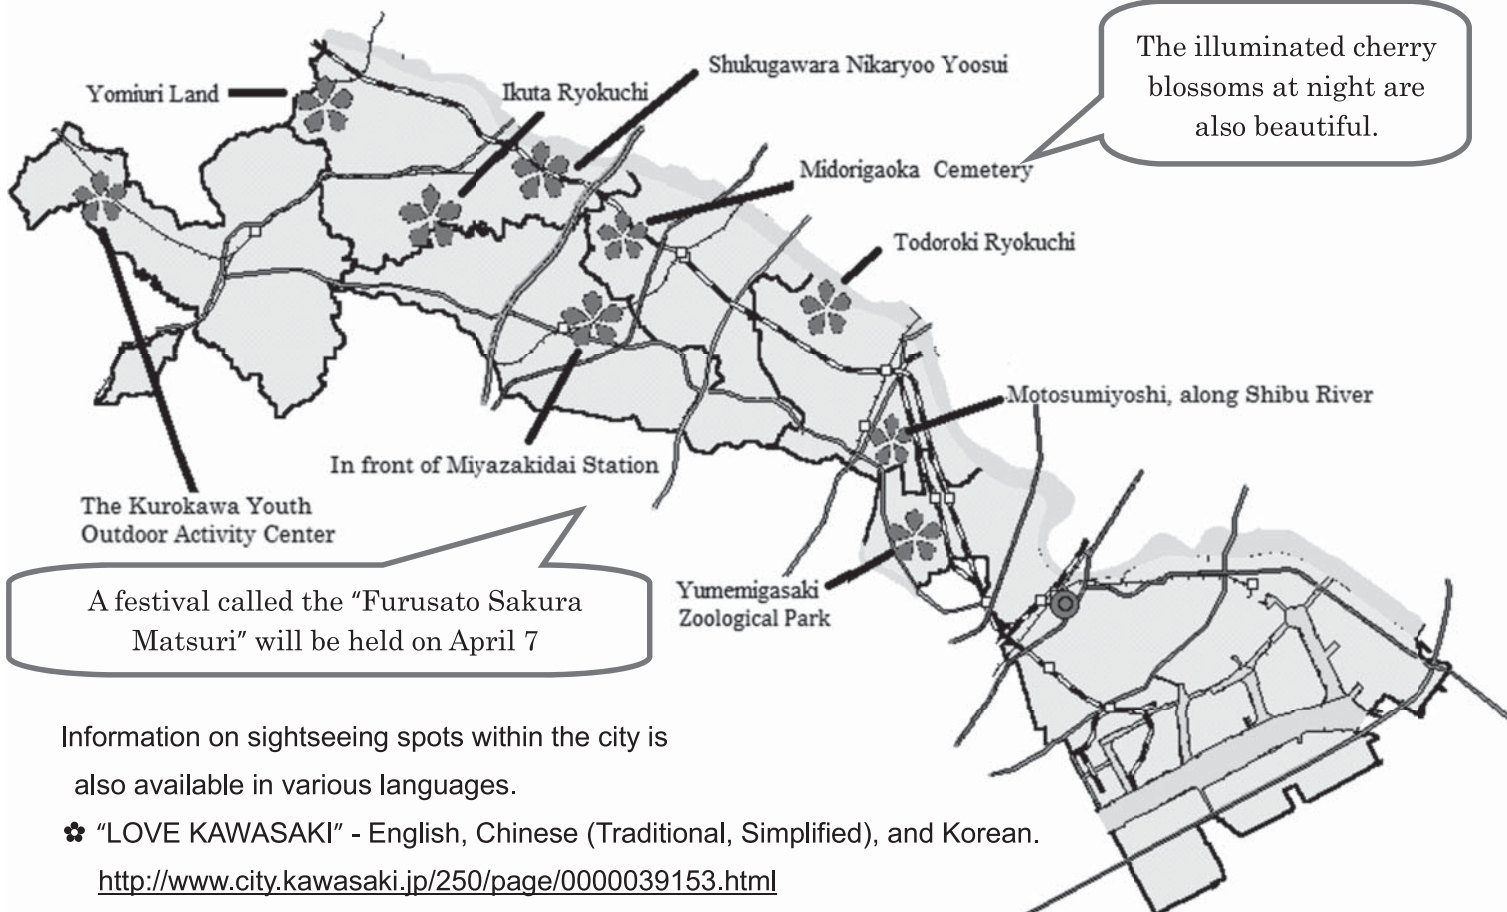 The illuminated cherry
blossoms at night are
also beautiful.
Shukugawara Nikaryoo Yoosui
Yomiuri Land
Ikuta Ryokuchi
Midorigaoka Cemetery
Todoroki Ryokuchi
Motosumiyoshi, along Shibu River
In front of Miyazakidai Station
The Kurokawa Youth
Outdoor Activity Center
Yumemigasaki
Zoological Park
A festival called the “Furusato Sakura
Matsuri” will be held on April 7
Information on sightseeing spots within the city is
also available in various languages.
“LOVE KAWASAKI” - English, Chinese (Traditional, Simplified), and Korean.
http://www.city.kawasaki.jp/250/page/0000039153.html